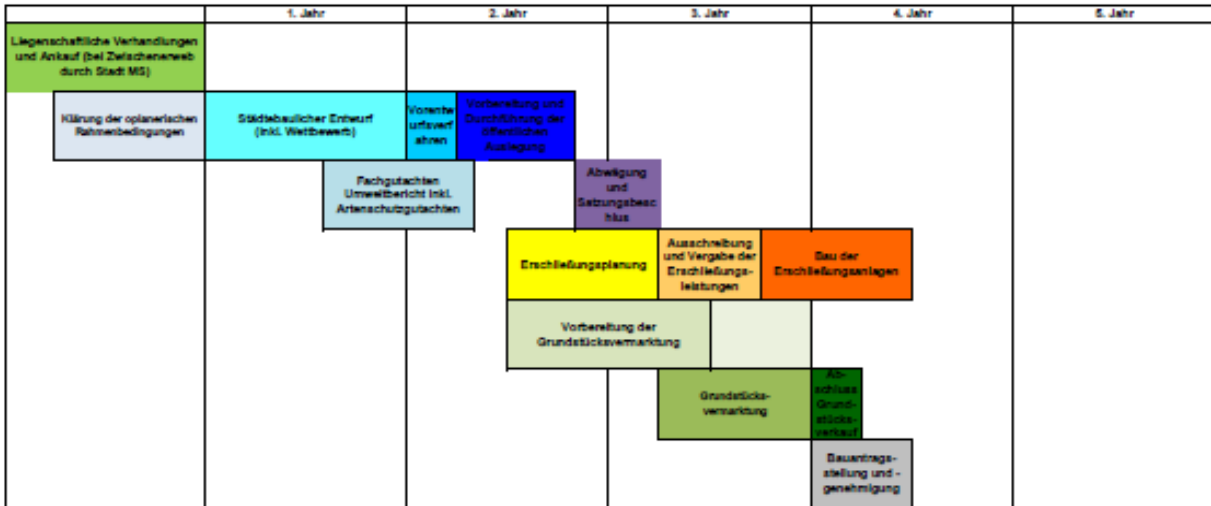 1. Jahr
2. Jahr
3. Jahr
4. Jahr
5. Jahr
Liegenschaftliche Verhandlungen
und Ankauf (bei Zwischenerweb
durch Stadt MS)
Klärung der oplanerischen
Rahmenbedingungen
Städtebaulicher Entwurf
(inkl. Wettbewerb)
Vorentw
urfsverf
ahren
Vorbereitung und
Durchführung der
öffentlichen
Auslegung
Fachgutachten
Umweltbericht inkl.
Artenschutzgutachten
Abwägung
und
Satzungsbesc
hlus
Erschließungsplanung
Ausschreibung
und Vergabe der
Erschließungs-
leistungen
Bau der
Erschließungsanlagen
Vorbereitung der
Grundstücksvermarktung
Grundstücks-
vermarktung
Ab-
schluss
Grund-
stücks-
verkauf
Bauantrags-
stellung und -
genehmigung